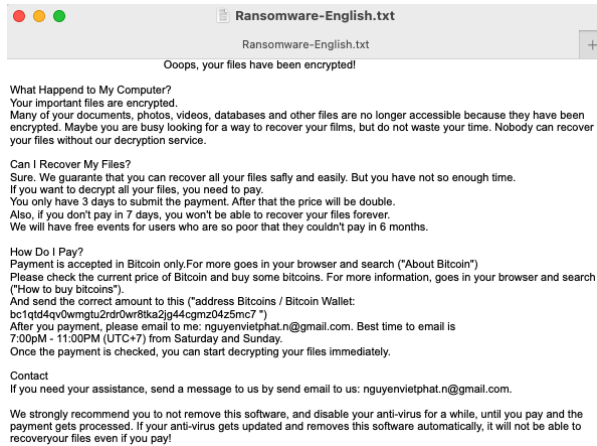 Ransomware-English.txt
Ransomware-English.txt
+
Ooops, your files have been encrypted!
What Happend to My Computer?
Your important files are encrypted.
Many of your documents, photos, videos, databases and other files are no longer accessible because they have been
encrypted. Maybe you are busy looking for a way to recover your films, but do not waste your time. Nobody can recover
your files without our decryption service.
Can I Recover My Files?
Sure. We guarante that you can recover all your files safly and easily. But you have not so enough time.
If you want to decrypt all your files, you need to pay.
You only have 3 days to submit the payment. After that the price will be double.
Also, if you don't pay in 7 days, you won't be able to recover your files forever.
We will have free events for users who are so poor that they couldn't pay in 6 months.
How Do I Pay?
Payment is accepted in Bitcoin only.For more goes in your browser and search ("About Bitcoin")
Please check the current price of Bitcoin and buy some bitcoins. For more information, goes in your browser and search
("How to buy bitcoins").
And send the correct amount to this ("address Bitcoins / Bitcoin Wallet:
bc1qtd4qv0wmgtu2rdr0wr8tka2jg44cgmz04z5mc7 ")
After you payment, please email to me: nguyenvietphat.n@gmail.com. Best time to email is
7:00pM - 11:00PM (UTC+7) from Saturday and Sunday.
Once the payment is checked, you can start decrypting your files immediately.
Contact
If you need your assistance, send a message to us by send email to us: nguyenvietphat.n@gmail.com.
We strongly recommend you to not remove this software, and disable your anti-virus for a while, until you pay and the
payment gets processed. If your anti-virus gets updated and removes this software automatically, it will not be able to
recoveryour files even if you pay!